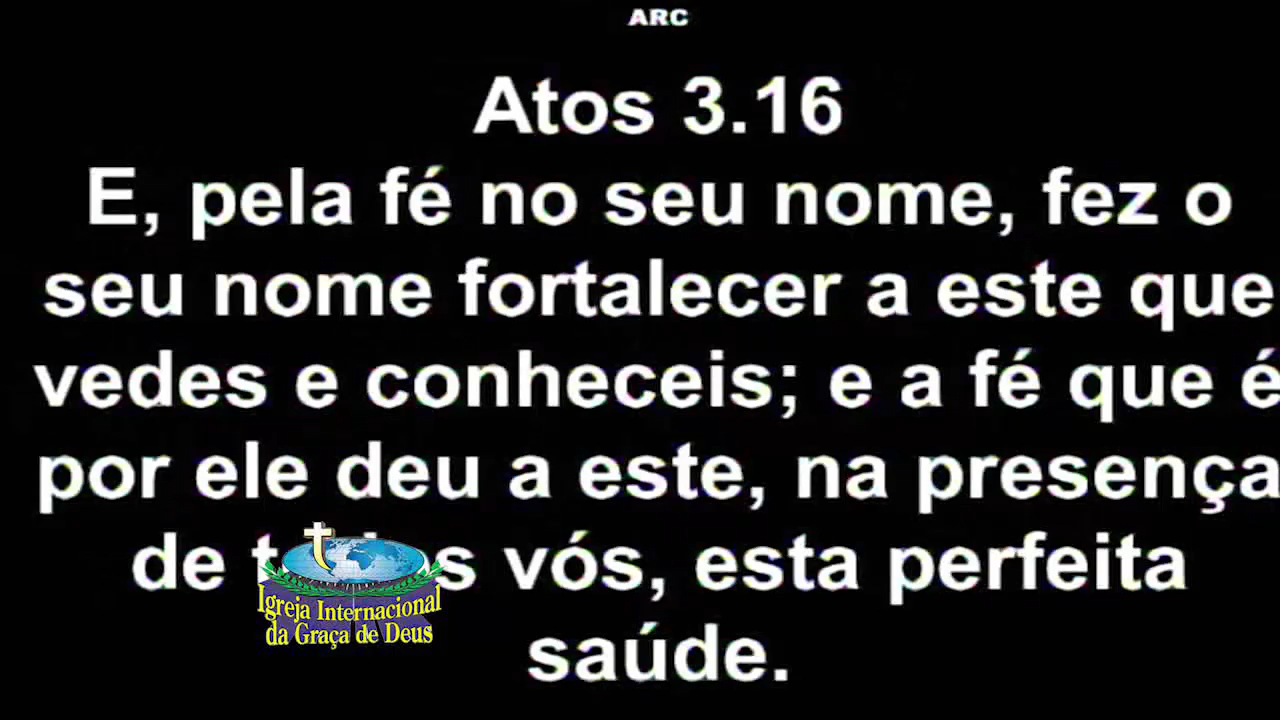 ARC
Atos 3.16
E, pela fé no seu nome, fez o
seu nome fortalecer a este que
vedes e conheceis; e a fé que é
por ele deu a este, na presença
de vós, esta perfeita
saúde.
Igreja Internacional
da Graça de Deus